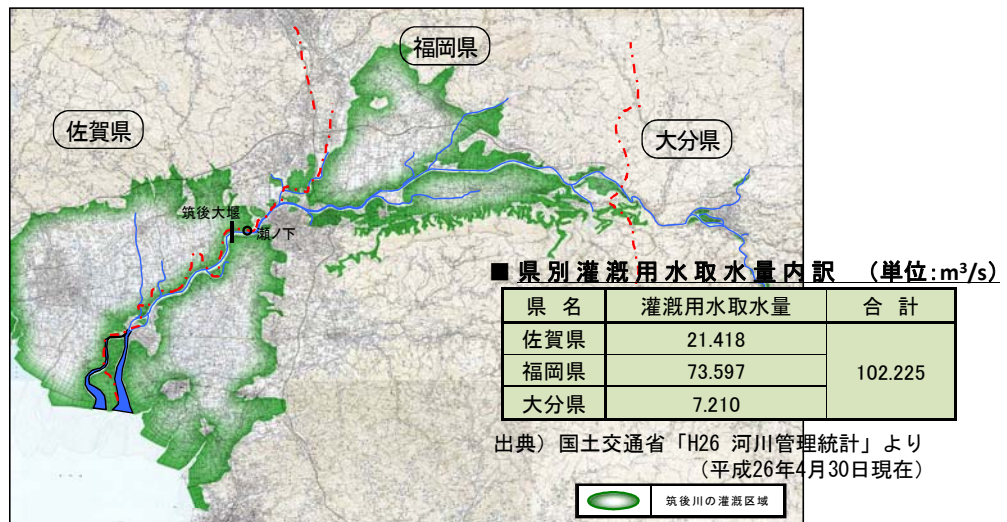 福岡県
佐賀県
大分県
筑後大堰
瀬ノ下
■県別灌漑用水取水量内訳 （単位:m³/s）
県 名 灌漑用水取水量 合 計
佐賀県 21.418
福岡県 73.597 102.225
大分県 7.210
出典）国土交通省「H26 河川管理統計」より
（平成26年4月30日現在）
筑後川の灌漑区域